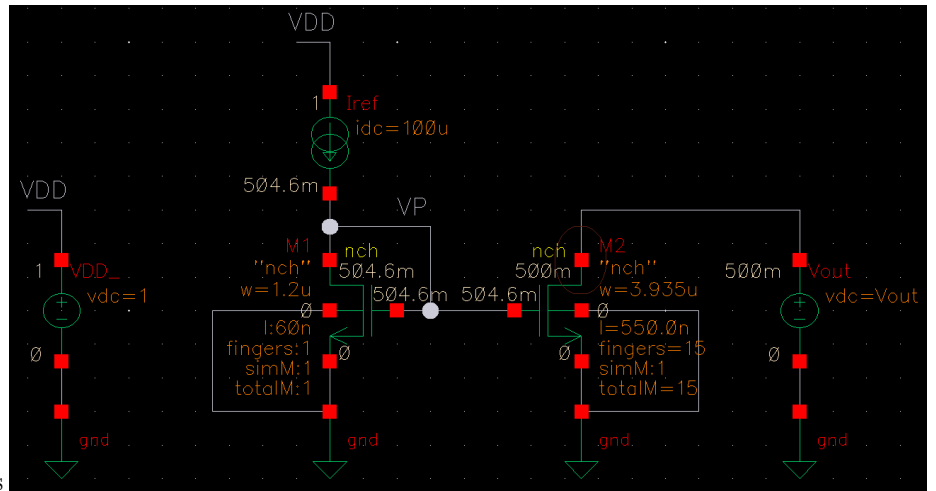 VDD
1
Iref
idc=100u
504.6m
VDD
VP
M1
nch
nch
M2
1
VDD_
"nch"
504.6m
500m
"nch"
500m
Vout
vdc=1
w=1.2u
504.6m
504.6m
w=3.935u
vdc=Vout
0
0
l:60n
l=550.0n
0
fingers:1
0
0
fingers=15
0
simM:1
simM:1
totalM:1
totalM=15
gnd
gnd
gnd
gnd
s